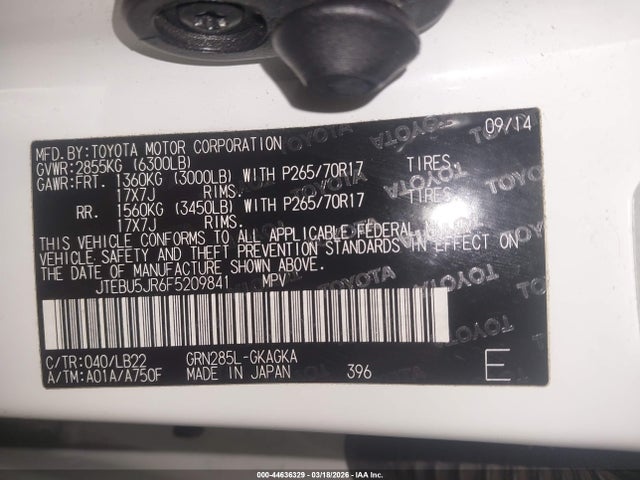 MFD.BY:TOYOTA MOTOR CORPORATION 09/14
GVWR:2855KG (6300LB)
GAWR:FRT. 1360KG (3000LB) WITH P265/70R17 TIRES,
17x7J RIMS.
RR. 1560KG (3450LB) WITH P265/70R17 TIRES,
17x7J RIMS.
THIS VEHICLE CONFORMS TO ALL APPLICABLE FEDERAL
VEHICLE SAFETY AND THEFT PREVENTION STANDARDS IN EFFECT ON
THE DATE OF MANUFACTURE SHOWN ABOVE.
JTEBU5JR6F5209841 MPV
C/TR:040/LB22 GRN285L-GKAGKA
A/TM:A01A/A750F MADE IN JAPAN 396 E
TOYOTA
000-44636329 - 03/18/2026 - IAA Inc.